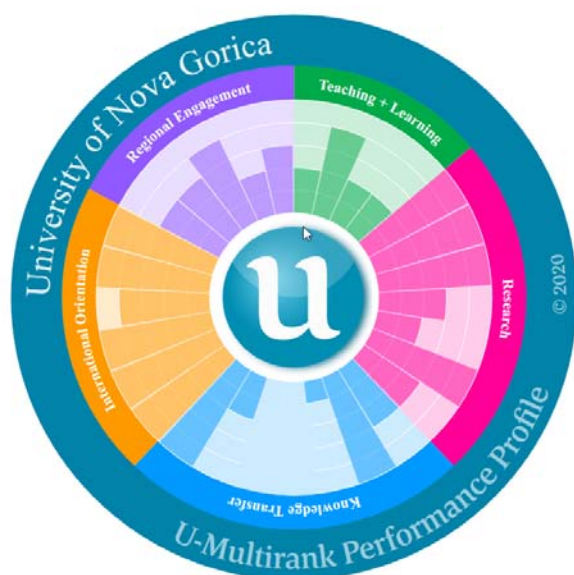 University of Nova Gorica
Regional Engagement
Teaching + Learning
International Orientation
Research
© 2020
u
Knowledge Transfer
U-Multirank Performance Profile